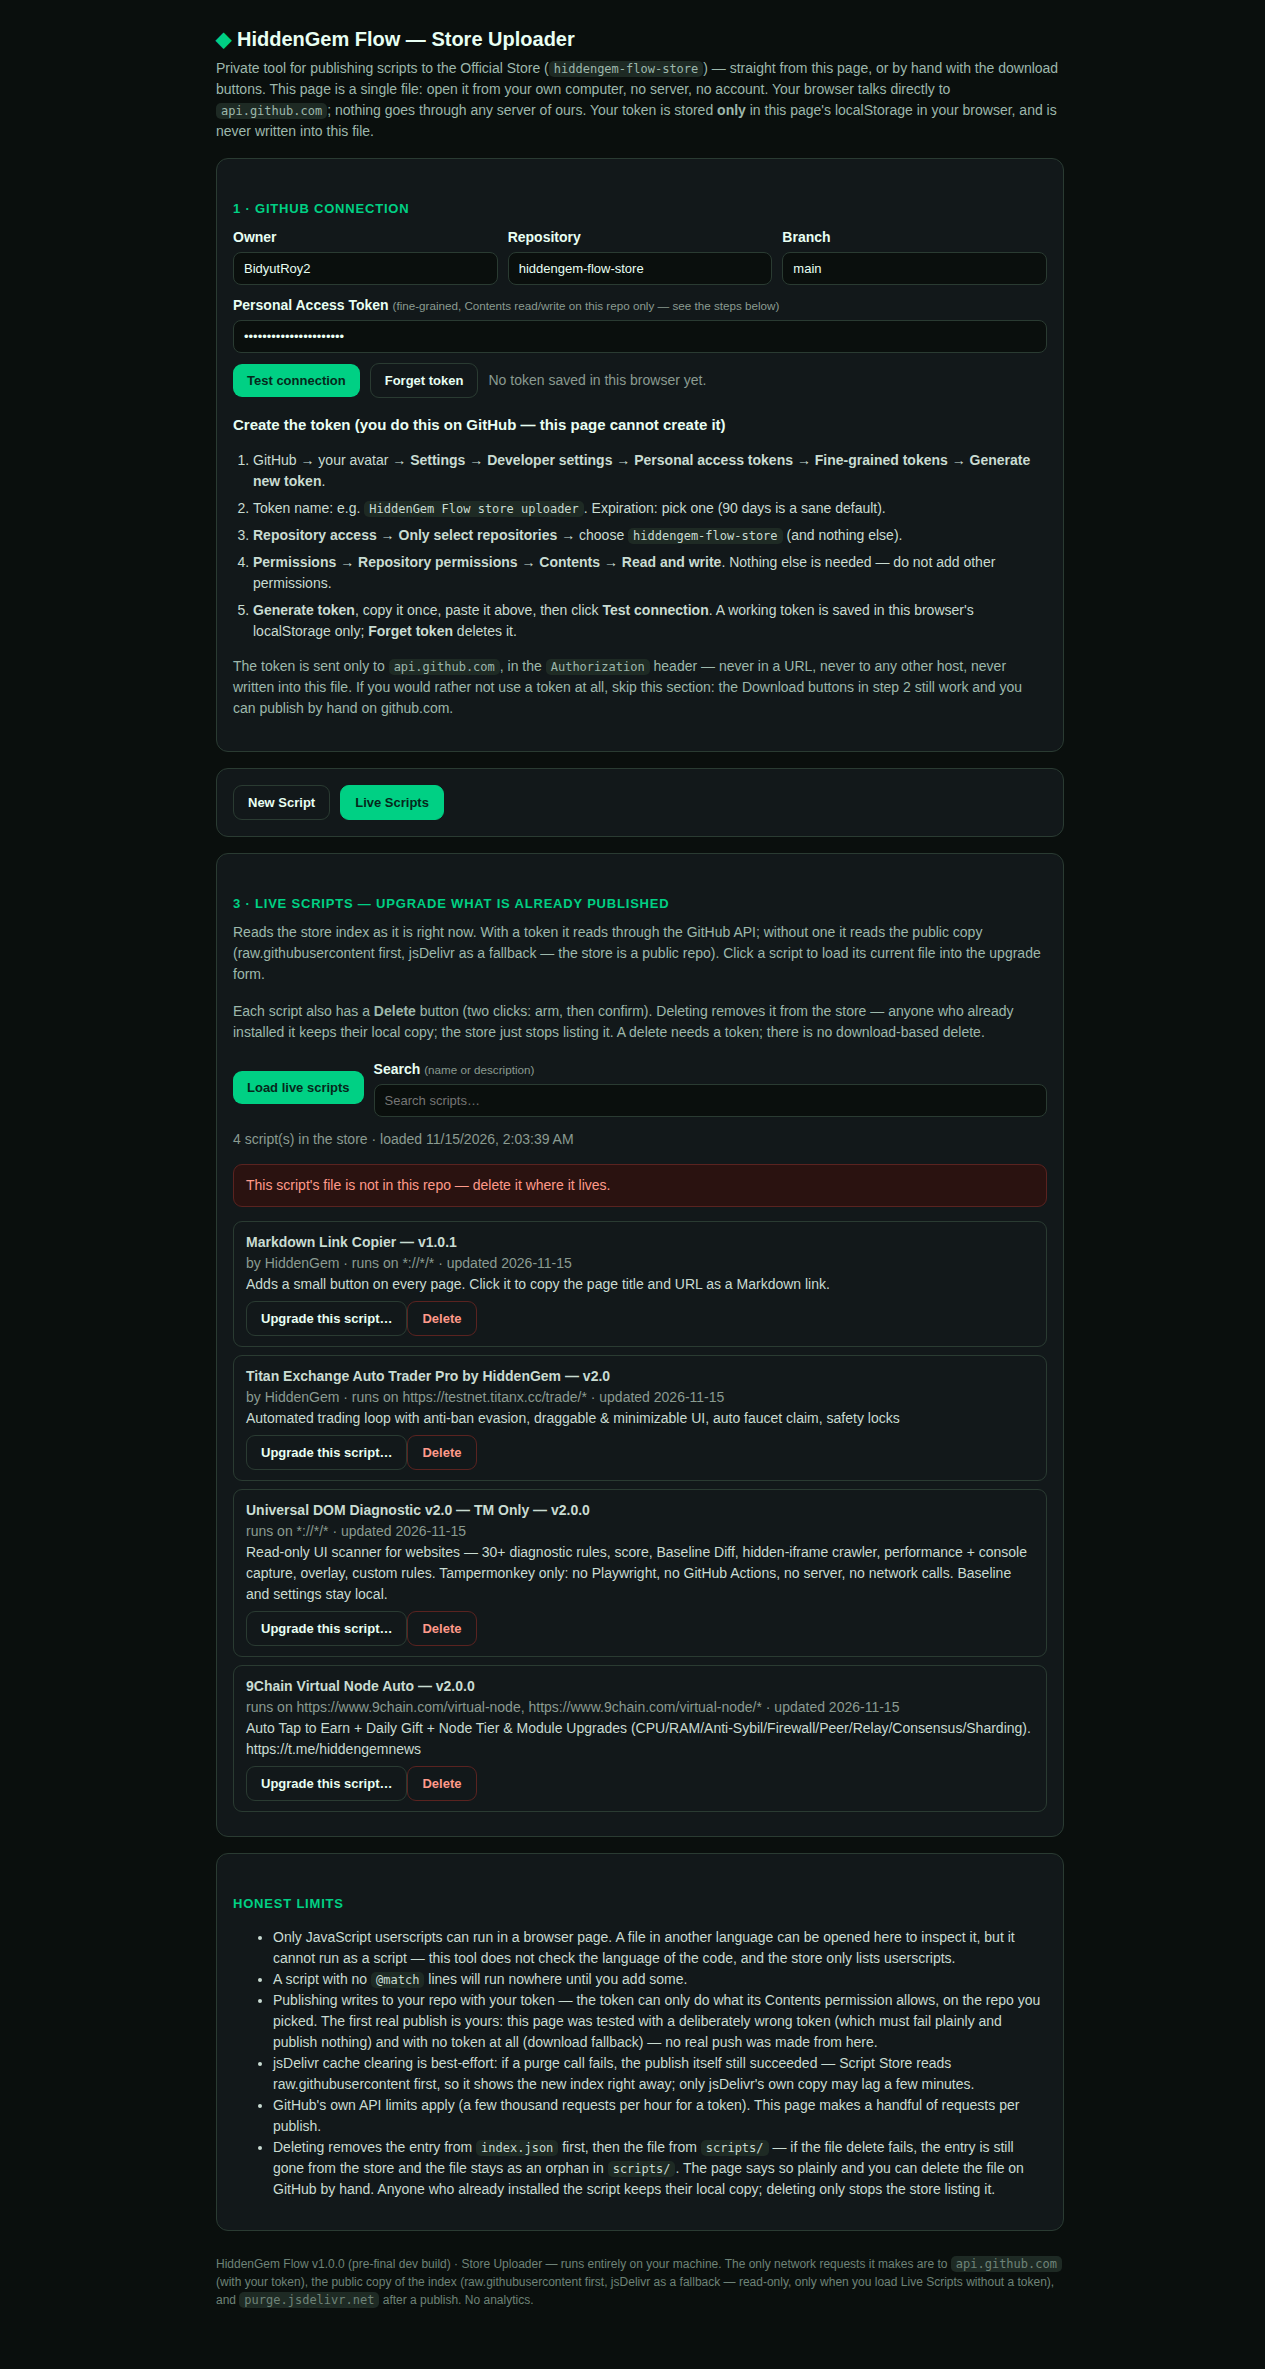 ◆ HiddenGem Flow — Store Uploader
Private tool for publishing scripts to the Official Store (hiddengem-flow-store) — straight from this page, or by hand with the download
buttons. This page is a single file: open it from your own computer, no server, no account. Your browser talks directly to
api.github.com; nothing goes through any server of ours. Your token is stored only in this page's localStorage in your browser, and is
never written into this file.
1 · GITHUB CONNECTION
Owner
Repository
Branch
BidyutRoy2
hiddengem-flow-store
main
Personal Access Token (fine-grained, Contents read/write on this repo only — see the steps below)
••••••••••••••••••••••
Test connection
Forget token
No token saved in this browser yet.
Create the token (you do this on GitHub — this page cannot create it)
1. GitHub → your avatar → Settings → Developer settings → Personal access tokens → Fine-grained tokens → Generate
new token.
2. Token name: e.g. HiddenGem Flow store uploader. Expiration: pick one (90 days is a sane default).
3. Repository access → Only select repositories → choose hiddengem-flow-store (and nothing else).
4. Permissions → Repository permissions → Contents → Read and write. Nothing else is needed — do not add other
permissions.
5. Generate token, copy it once, paste it above, then click Test connection. A working token is saved in this browser's
localStorage only; Forget token deletes it.
The token is sent only to api.github.com, in the Authorization header — never in a URL, never to any other host, never
written into this file. If you would rather not use a token at all, skip this section: the Download buttons in step 2 still work and you
can publish by hand on github.com.
New Script
Live Scripts
3 · LIVE SCRIPTS — UPGRADE WHAT IS ALREADY PUBLISHED
Reads the store index as it is right now. With a token it reads through the GitHub API; without one it reads the public copy
(raw.githubusercontent first, jsDelivr as a fallback — the store is a public repo). Click a script to load its current file into the upgrade
form.
Each script also has a Delete button (two clicks: arm, then confirm). Deleting removes it from the store — anyone who already
installed it keeps their local copy; the store just stops listing it. A delete needs a token; there is no download-based delete.
Load live scripts
Search (name or description)
Search scripts…
4 script(s) in the store · loaded 11/15/2026, 2:03:39 AM
This script's file is not in this repo — delete it where it lives.
Markdown Link Copier — v1.0.1
by HiddenGem · runs on *://*/* · updated 2026-11-15
Adds a small button on every page. Click it to copy the page title and URL as a Markdown link.
Upgrade this script…
Delete
Titan Exchange Auto Trader Pro by HiddenGem — v2.0
by HiddenGem · runs on https://testnet.titanx.cc/trade/* · updated 2026-11-15
Automated trading loop with anti-ban evasion, draggable & minimizable UI, auto faucet claim, safety locks
Upgrade this script…
Delete
Universal DOM Diagnostic v2.0 — TM Only — v2.0.0
runs on *://*/* · updated 2026-11-15
Read-only UI scanner for websites — 30+ diagnostic rules, score, Baseline Diff, hidden-iframe crawler, performance + console
capture, overlay, custom rules. Tampermonkey only: no Playwright, no GitHub Actions, no server, no network calls. Baseline
and settings stay local.
Upgrade this script…
Delete
9Chain Virtual Node Auto — v2.0.0
runs on https://www.9chain.com/virtual-node, https://www.9chain.com/virtual-node/* · updated 2026-11-15
Auto Tap to Earn + Daily Gift + Node Tier & Module Upgrades (CPU/RAM/Anti-Sybil/Firewall/Peer/Relay/Consensus/Sharding).
https://t.me/hiddengemnews
Upgrade this script…
Delete
HONEST LIMITS
• Only JavaScript userscripts can run in a browser page. A file in another language can be opened here to inspect it, but it
cannot run as a script — this tool does not check the language of the code, and the store only lists userscripts.
• A script with no @match lines will run nowhere until you add some.
• Publishing writes to your repo with your token — the token can only do what its Contents permission allows, on the repo you
picked. The first real publish is yours: this page was tested with a deliberately wrong token (which must fail plainly and
publish nothing) and with no token at all (download fallback) — no real push was made from here.
• jsDelivr cache clearing is best-effort: if a purge call fails, the publish itself still succeeded — Script Store reads
raw.githubusercontent first, so it shows the new index right away; only jsDelivr's own copy may lag a few minutes.
• GitHub's own API limits apply (a few thousand requests per hour for a token). This page makes a handful of requests per
publish.
• Deleting removes the entry from index.json first, then the file from scripts/ — if the file delete fails, the entry is still
gone from the store and the file stays as an orphan in scripts/. The page says so plainly and you can delete the file on
GitHub by hand. Anyone who already installed the script keeps their local copy; deleting only stops the store listing it.
HiddenGem Flow v1.0.0 (pre-final dev build) · Store Uploader — runs entirely on your machine. The only network requests it makes are to api.github.com
(with your token), the public copy of the index (raw.githubusercontent first, jsDelivr as a fallback — read-only, only when you load Live Scripts without a token),
and purge.jsdelivr.net after a publish. No analytics.